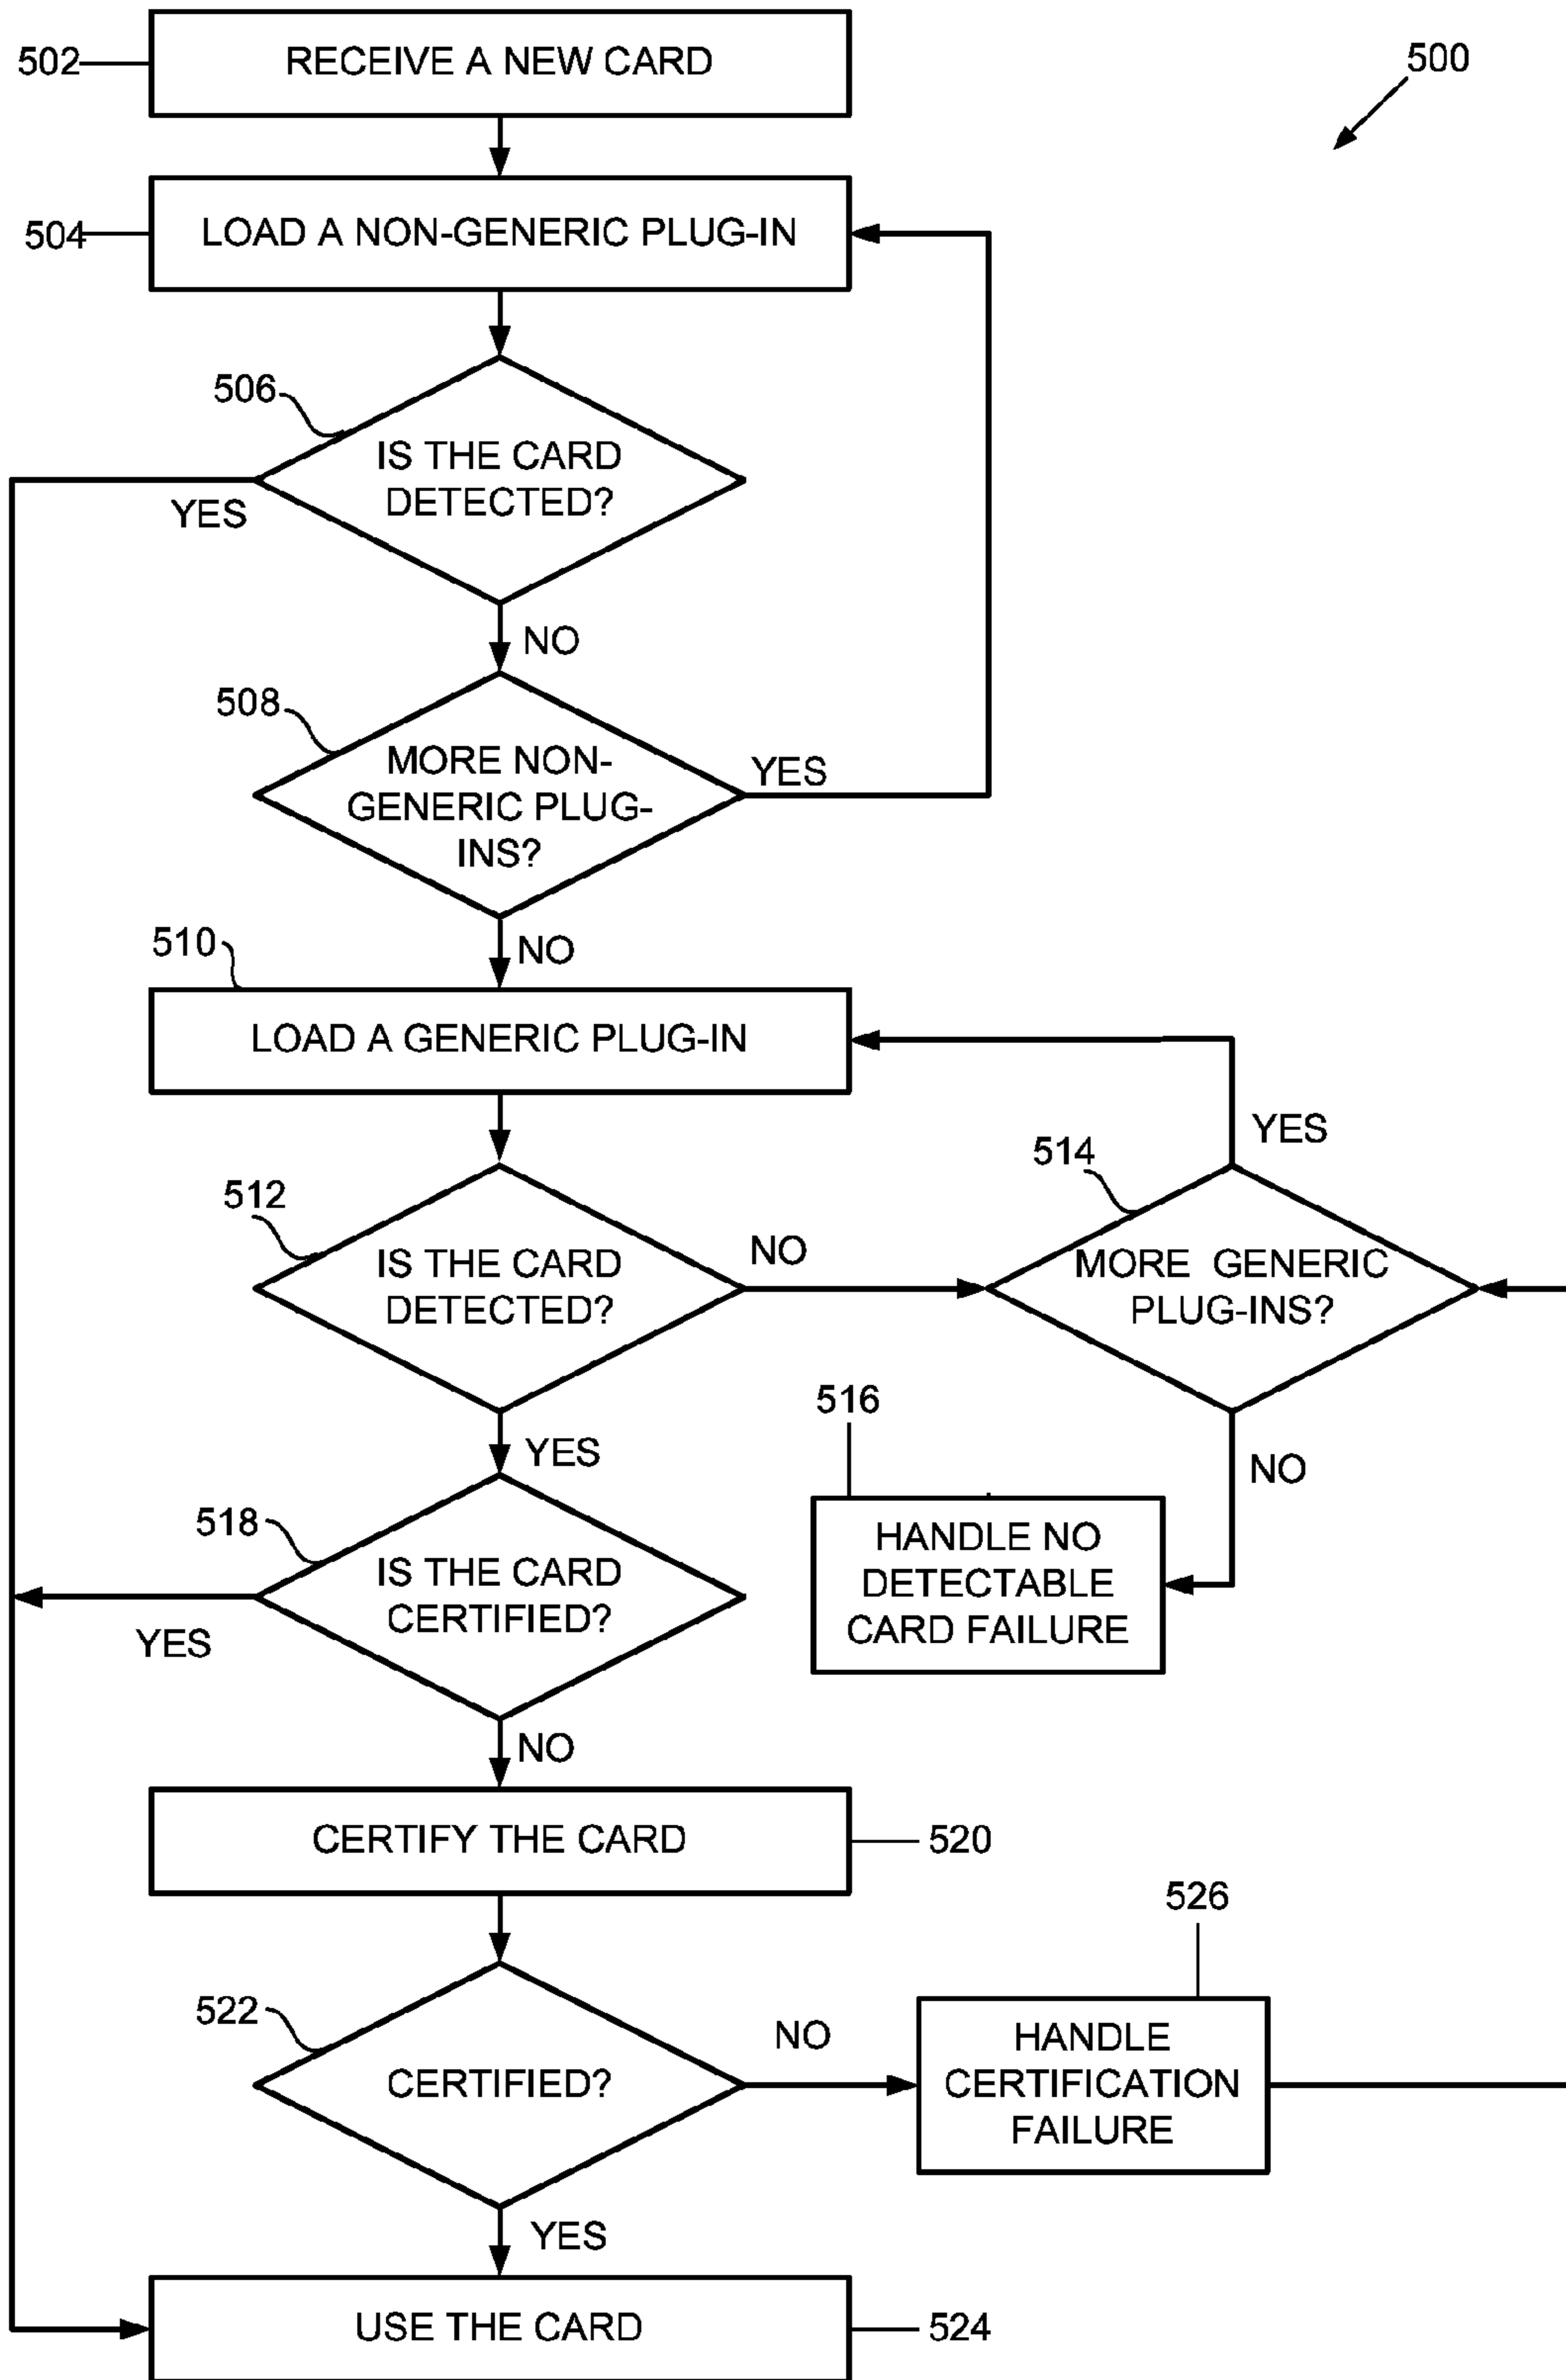 502
RECEIVE A NEW CARD
500
504
LOAD A NON-GENERIC PLUG-IN
506
IS THE CARD
DETECTED?
YES
NO
508
MORE NON-
GENERIC PLUG-
INS?
YES
NO
510
LOAD A GENERIC PLUG-IN
YES
514
512
IS THE CARD
DETECTED?
NO
MORE GENERIC
PLUG-INS?
516
YES
NO
518
IS THE CARD
CERTIFIED?
HANDLE NO
DETECTABLE
CARD FAILURE
YES
NO
CERTIFY THE CARD
520
526
522
CERTIFIED?
NO
HANDLE
CERTIFICATION
FAILURE
YES
USE THE CARD
524